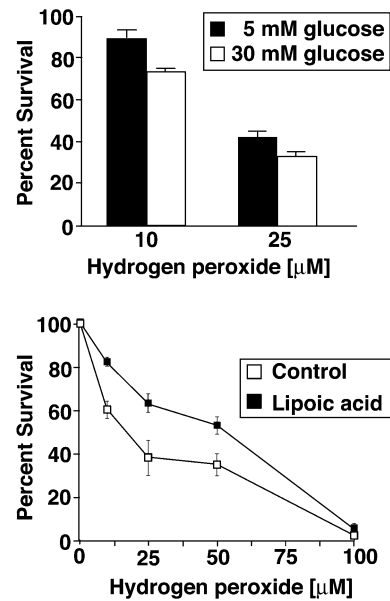 100
80
60
40
20
0
Percent Survival
5 mM glucose
30 mM glucose
10 25
Hydrogen peroxide [µM]
100
80
60
40
20
0
Percent Survival
Control
Lipoic acid
0 25 50 75 100
Hydrogen peroxide [µM]